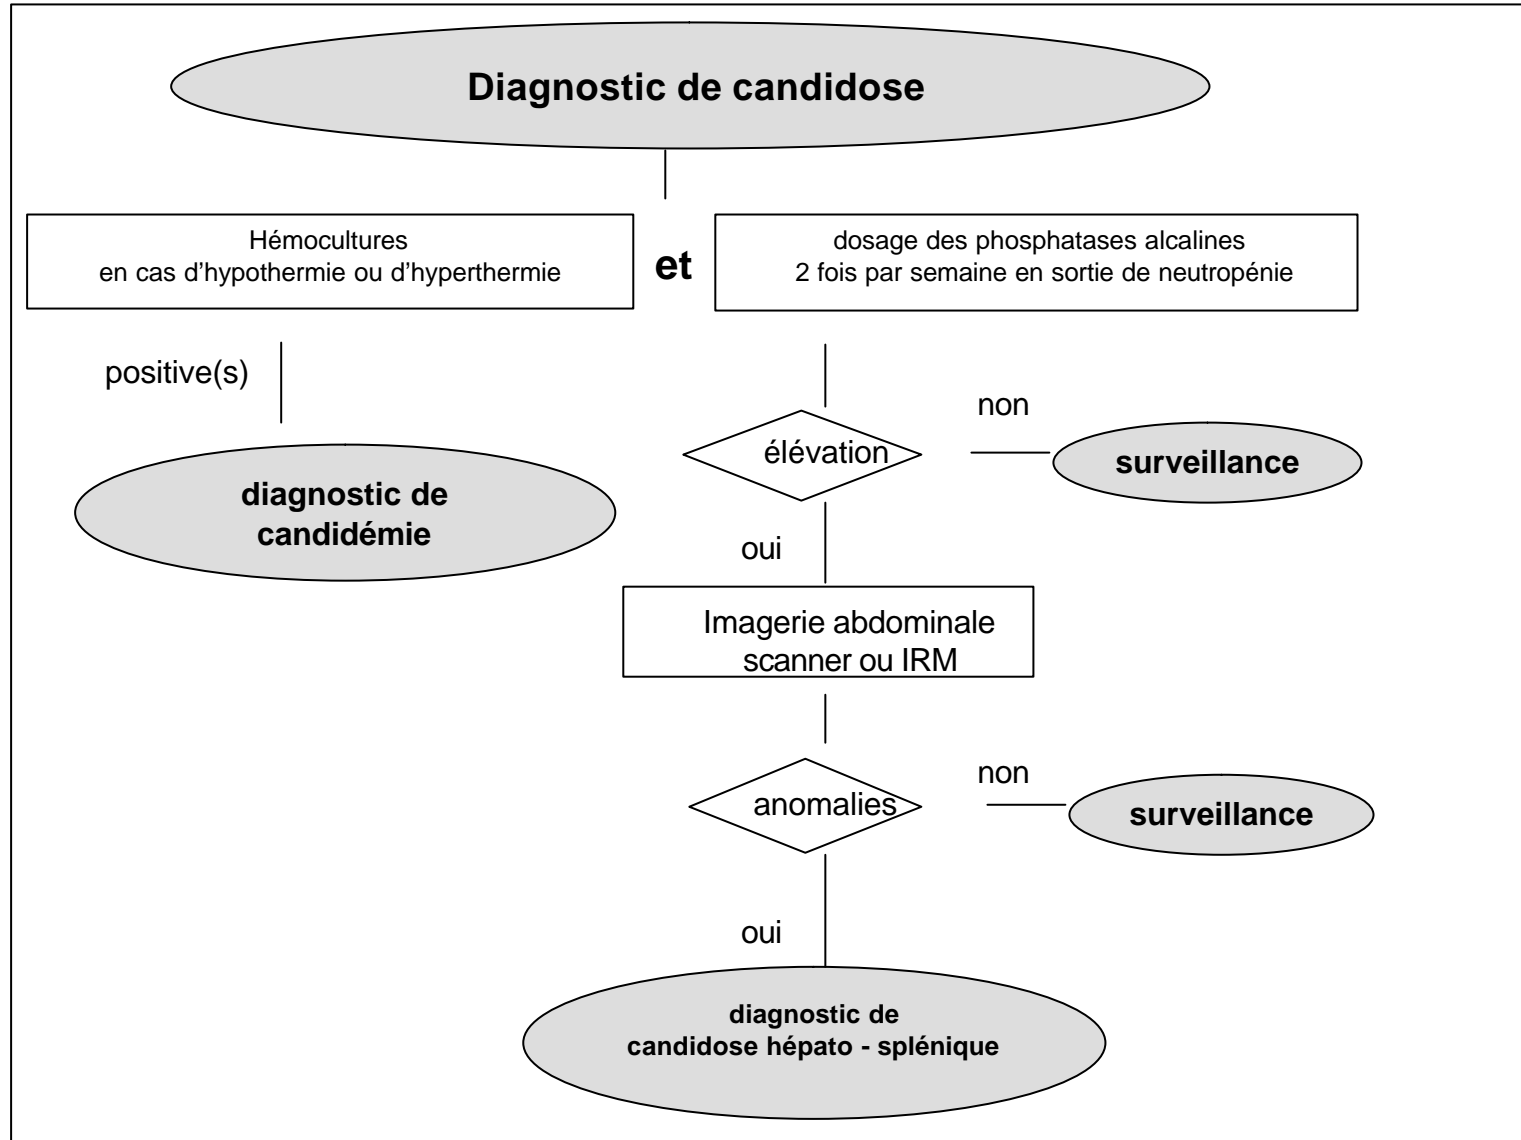 Diagnostic de candidose
Hémocultures
en cas d'hypothermie ou d'hyperthermie
et
dosage des phosphatases alcalines
2 fois par semaine en sortie de neutropénie
positive(s)
diagnostic de
candidémie
élévation
non
surveillance
oui
Imagerie abdominale
scanner ou IRM
anomalies
non
surveillance
oui
diagnostic de
candidose hépato - splénique